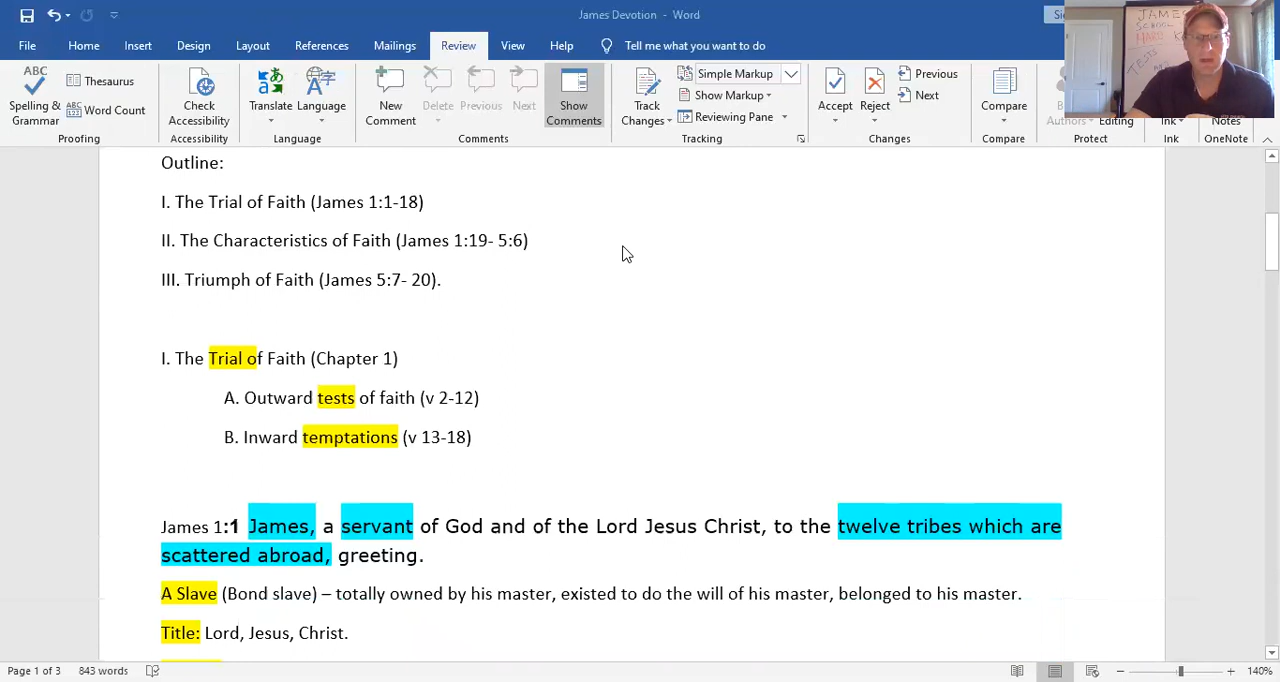 James Devotion - Word
File Home Insert Design Layout References Mailings Review View Help Tell me what you want to do
JAMES
SCHOOL
TESTS
ABC Thesaurus
Word Count
Spelling & Grammar
Proofing
Check Accessibility
Accessibility
Translate Language
Language
New Comment Delete Previous Next Show Comments
Comments
Track Changes
Simple Markup
Show Markup
Reviewing Pane
Tracking
Accept Reject Previous
Next
Changes
Compare
Compare
Authors Editing
Protect
Ink
Ink
Notes
OneNote
Outline:
I. The Trial of Faith (James 1:1-18)
II. The Characteristics of Faith (James 1:19- 5:6)
III. Triumph of Faith (James 5:7- 20).
I. The Trial of Faith (Chapter 1)
A. Outward tests of faith (v 2-12)
B. Inward temptations (v 13-18)
James 1:1 James, a servant of God and of the Lord Jesus Christ, to the twelve tribes which are
scattered abroad, greeting.
A Slave (Bond slave) – totally owned by his master, existed to do the will of his master, belonged to his master.
Title: Lord, Jesus, Christ.
Page 1 of 3 843 words 140%